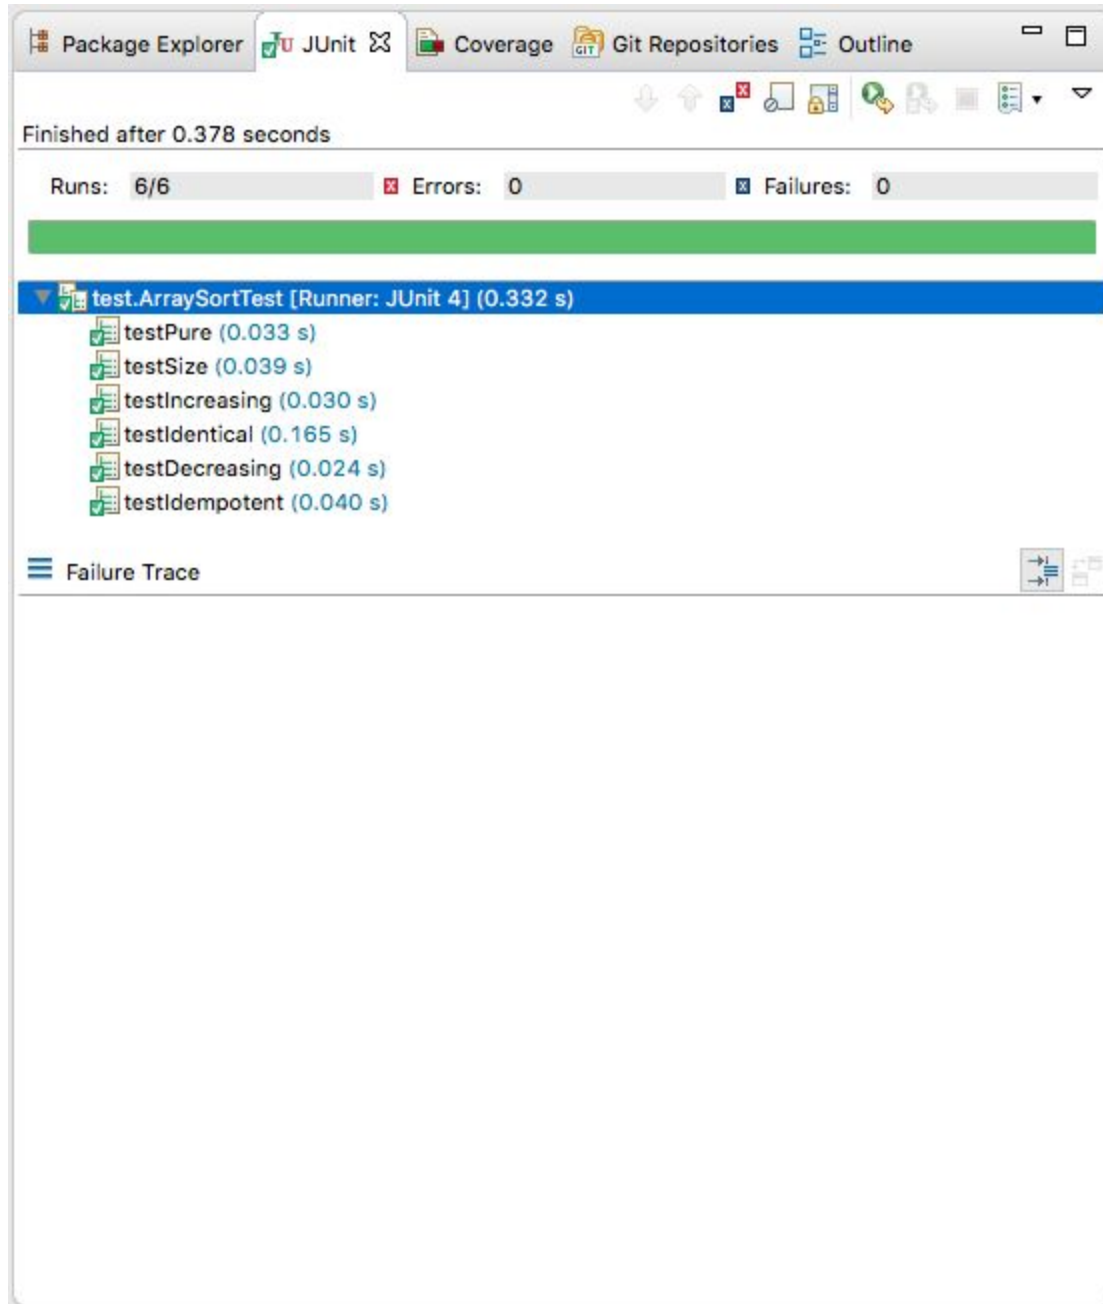 Package Explorer JUnit Coverage Git Repositories Outline
Finished after 0.378 seconds
Runs: 6/6 Errors: 0 Failures: 0
test.ArraySortTest [Runner: JUnit 4] (0.332 s)
testPure (0.033 s)
testSize (0.039 s)
testIncreasing (0.030 s)
testIdentical (0.165 s)
testDecreasing (0.024 s)
testIdempotent (0.040 s)
Failure Trace